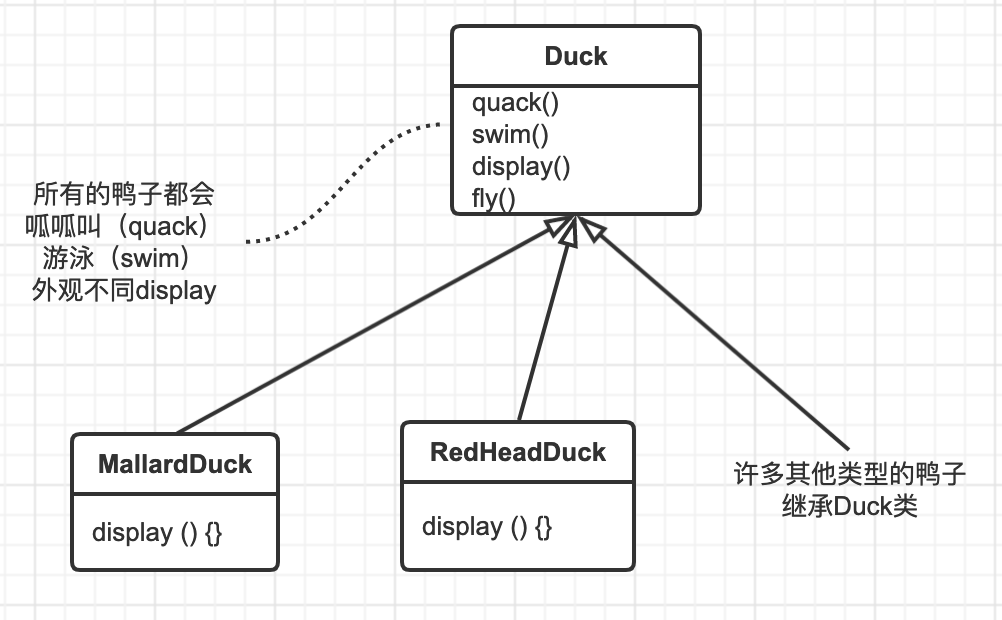 Duck
quack()
swim()
display()
fly()
所有的鸭子都会
呱呱叫（quack）
游泳（swim）
外观不同display
MallardDuck
display () {}
RedHeadDuck
display () {}
许多其他类型的鸭子
继承Duck类